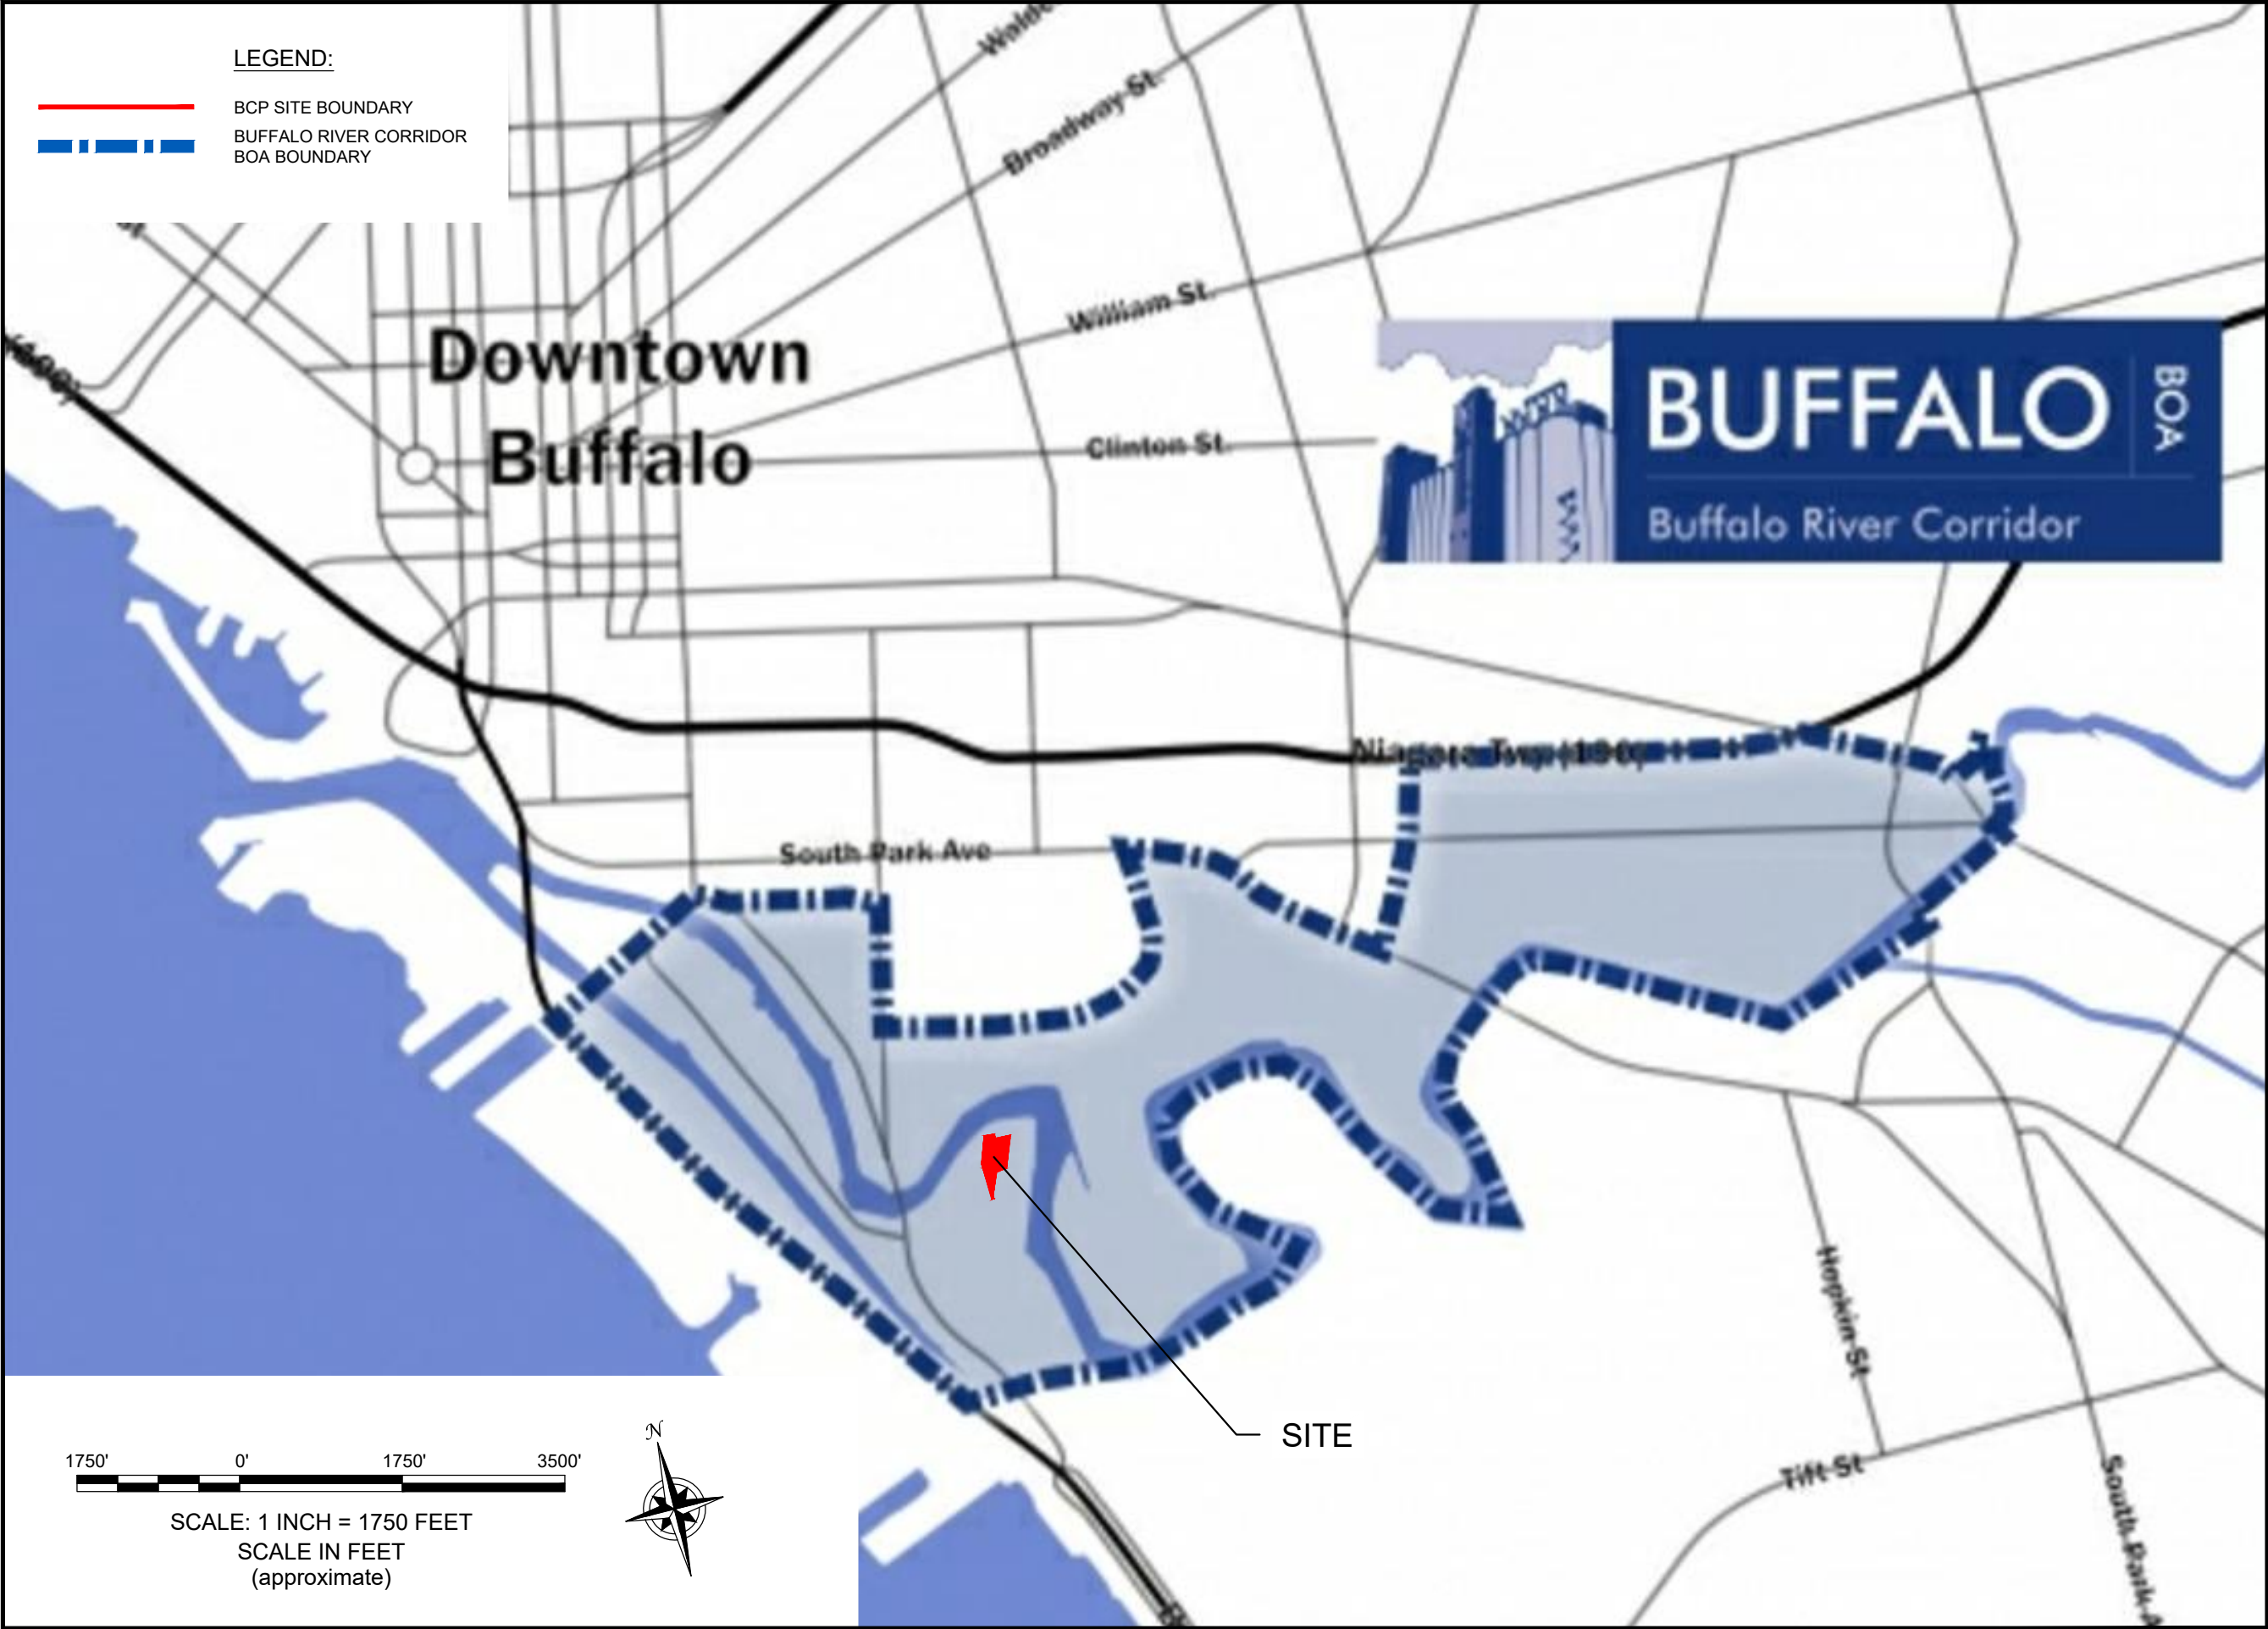 LEGEND:
BCP SITE BOUNDARY
BUFFALO RIVER CORRIDOR
BOA BOUNDARY
Broadway St.
William St.
Downtown
Buffalo
Clinton St.
BUFFALO
BOA
Buffalo River Corridor
South Park Ave
Hopkin St
Tift St
SITE
N
1750' 0' 1750' 3500'
SCALE: 1 INCH = 1750 FEET
SCALE IN FEET
(approximate)